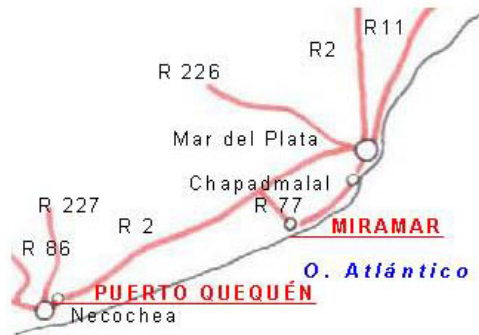 R11
R2
R 226
Mar del Plata
Chapadmalal
R 77
R 227
R 2
MIRAMAR
R 86
O. Atlántico
PUERTO QUEQUÉN
Necochea